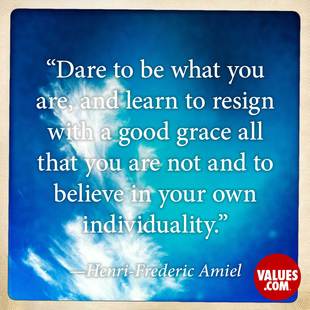 “Dare to be what you
are, and learn to resign
with a good grace all
that you are not and to
believe in your own
individuality.”
—Henri-Frederic Amiel
VALUES
.COM®